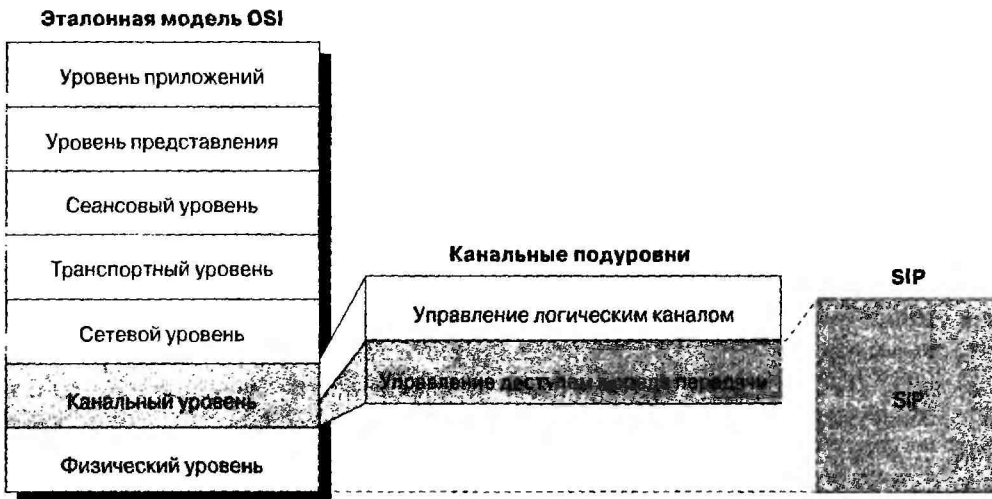 Эталонная модель OSI
Уровень приложений
Уровень представления
Сеансовый уровень
Транспортный уровень
Сетевой уровень
Канальный уровень
Физический уровень
Канальные подуровни
Управление логическим каналом
Управление доступом передачи
SIP
SIP